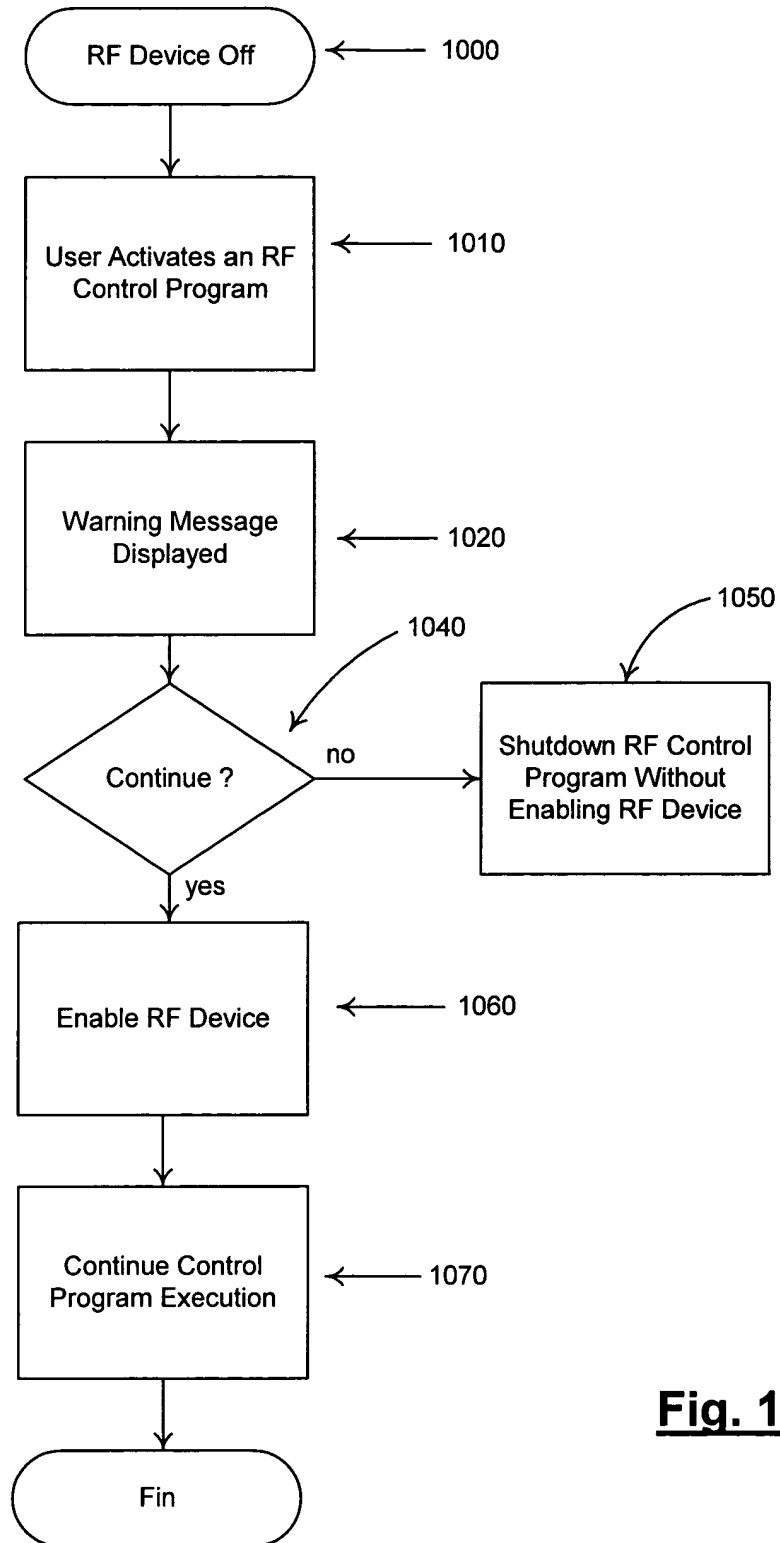 RF Device Off
1000
User Activates an RF
Control Program
1010
Warning Message
Displayed
1020
1040
1050
Continue ?
no
Shutdown RF Control
Program Without
Enabling RF Device
yes
Enable RF Device
1060
Continue Control
Program Execution
1070
Fig. 1
Fin